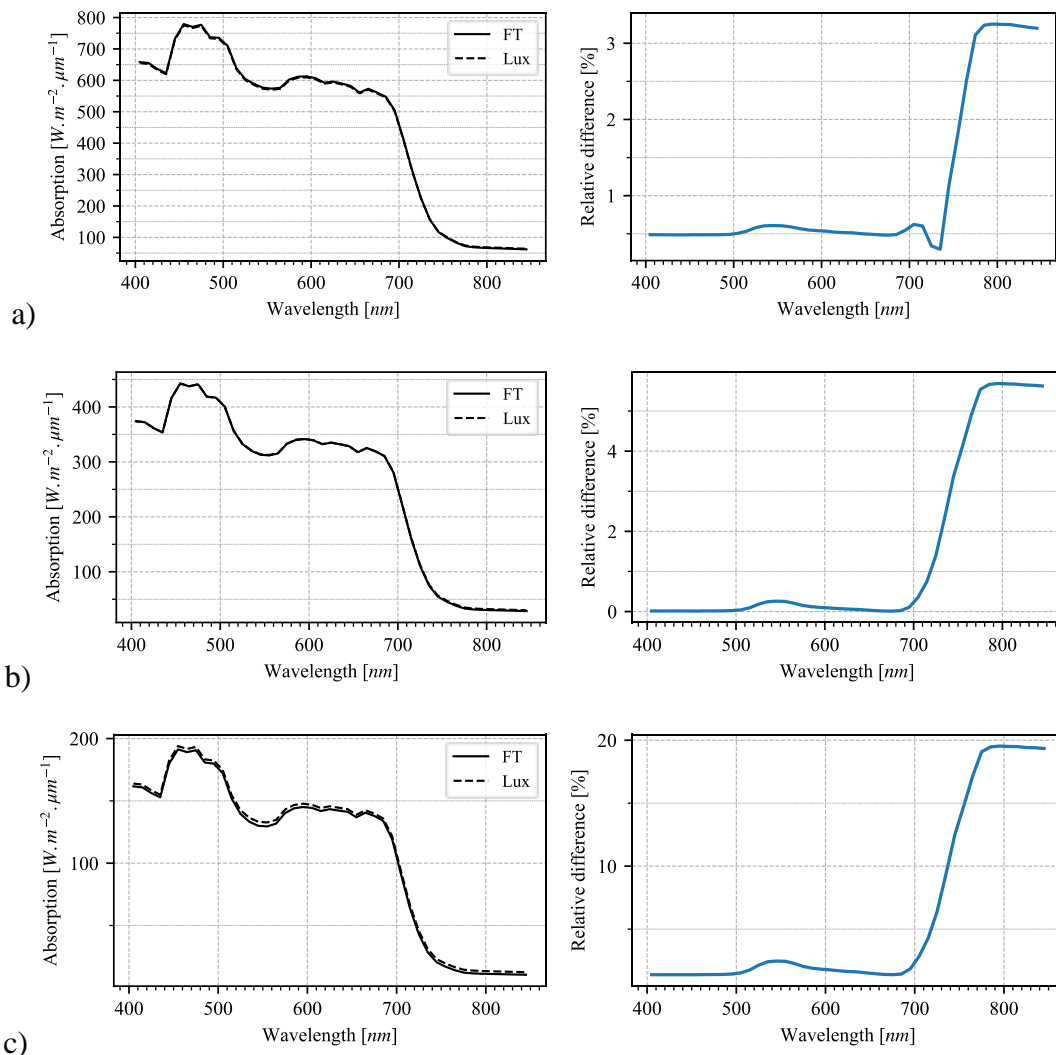 800
700
600
500
400
300
200
100
400 500 600 700 800
Absorption [W.m⁻².μm⁻¹]
Wavelength [nm]
FT
Lux
3
2
1
400 500 600 700 800
Relative difference [%]
Wavelength [nm]
a)
400
300
200
100
400 500 600 700 800
Absorption [W.m⁻².μm⁻¹]
Wavelength [nm]
FT
Lux
4
2
0
400 500 600 700 800
Relative difference [%]
Wavelength [nm]
b)
200
100
400 500 600 700 800
Absorption [W.m⁻².μm⁻¹]
Wavelength [nm]
FT
Lux
20
10
400 500 600 700 800
Relative difference [%]
Wavelength [nm]
c)